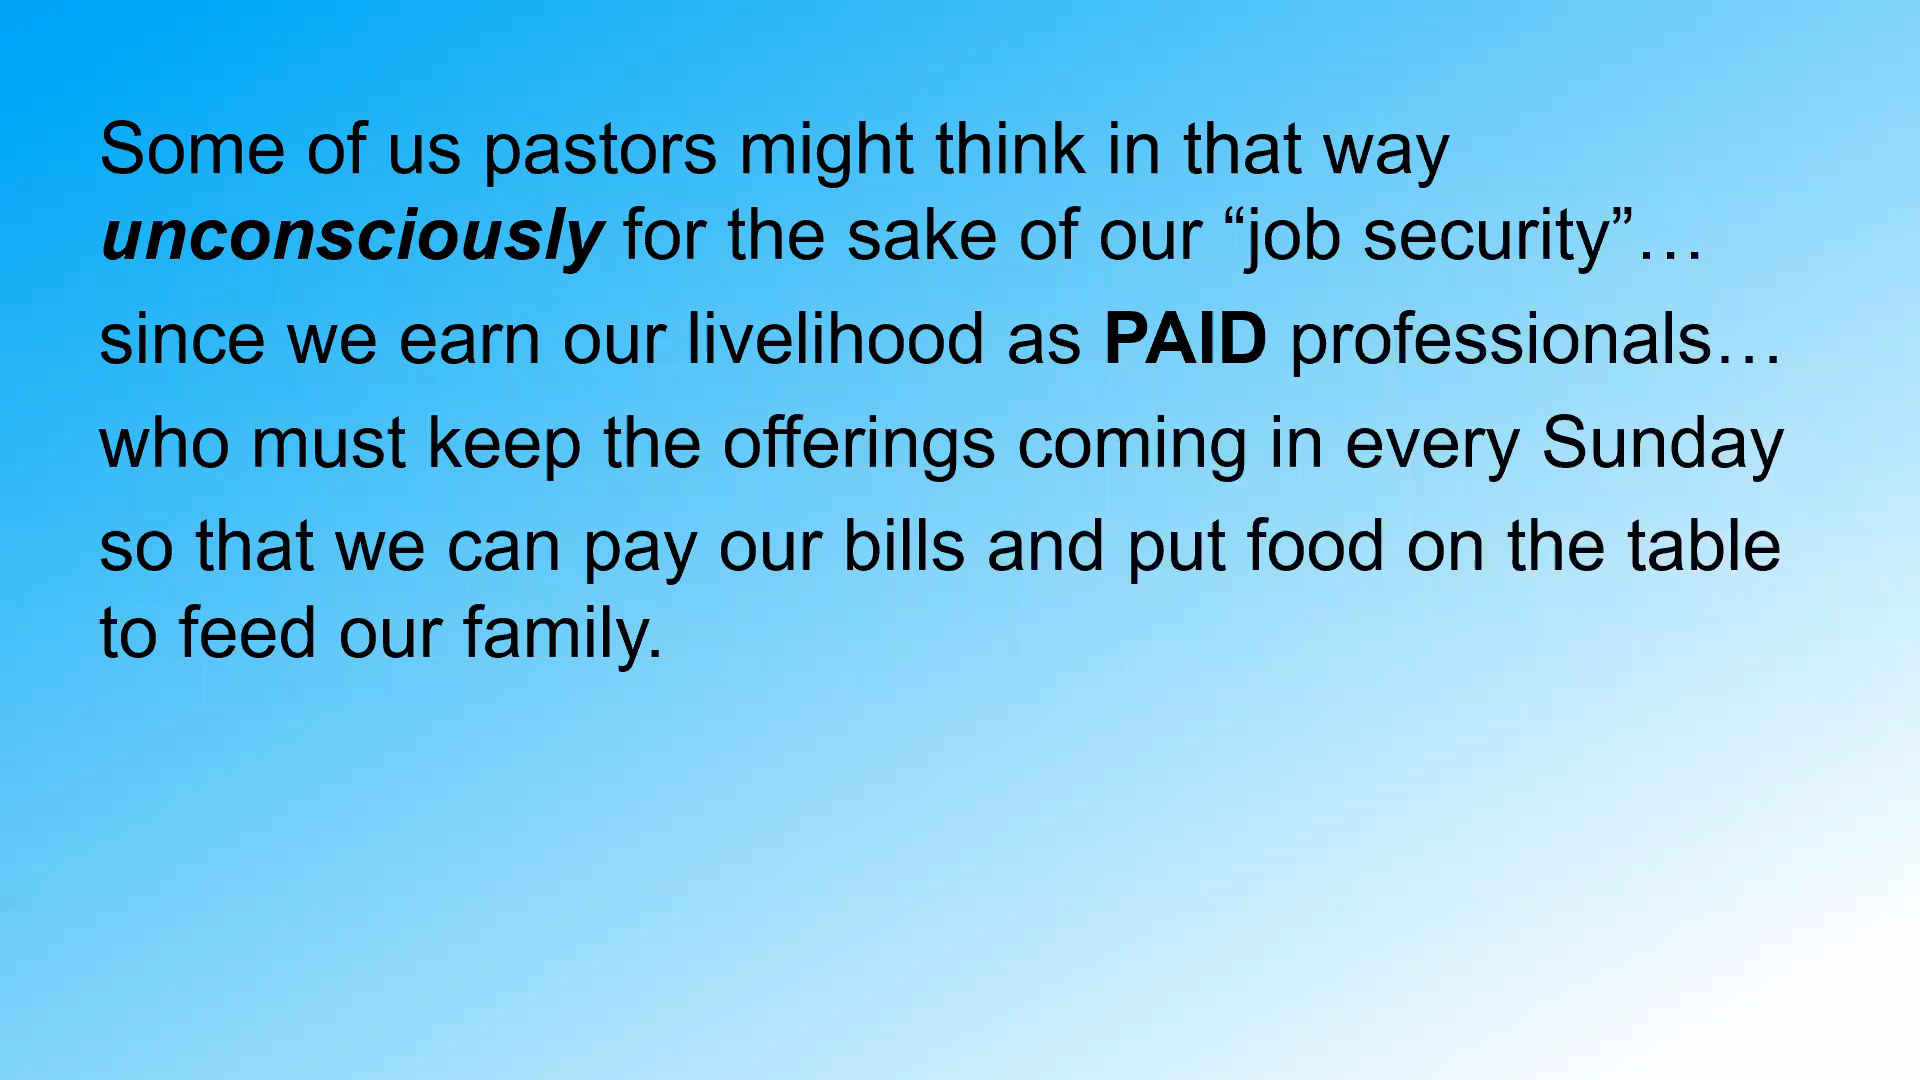 Some of us pastors might think in that way
unconsciously for the sake of our “job security”…
since we earn our livelihood as PAID professionals…
who must keep the offerings coming in every Sunday
so that we can pay our bills and put food on the table
to feed our family.